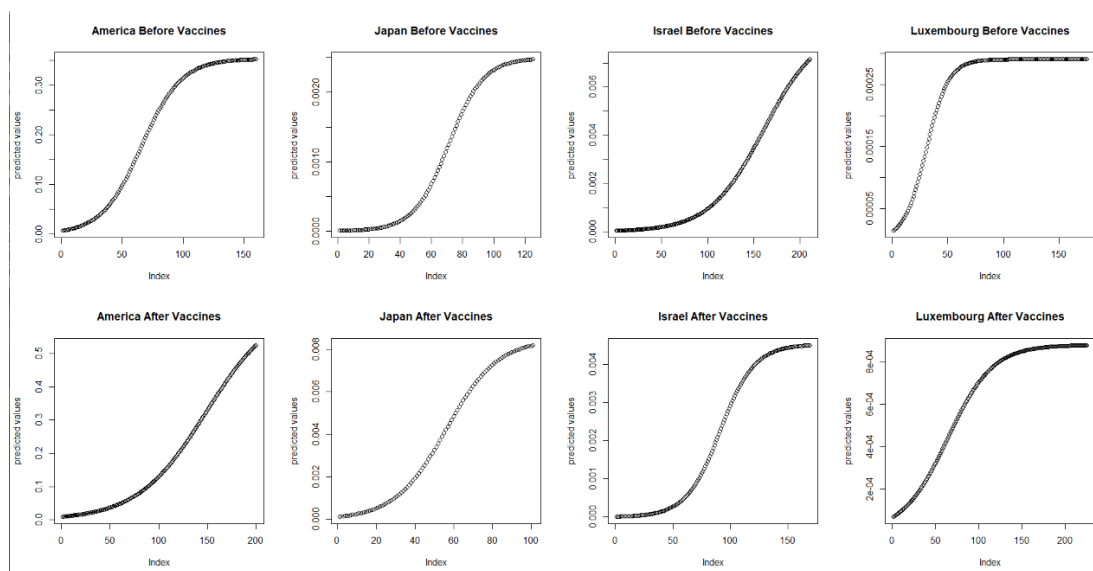 America Before Vaccines
predicted values
0.00 0.10 0.20 0.30
0 50 100 150
Index
Japan Before Vaccines
predicted values
0.0000 0.0010 0.0020
0 20 40 60 80 100 120
Index
Israel Before Vaccines
predicted values
0.000 0.002 0.004 0.006
0 50 100 150 200
Index
Luxembourg Before Vaccines
predicted values
0.00005 0.00015 0.00025
0 50 100 150
Index
America After Vaccines
predicted values
0.0 0.1 0.2 0.3 0.4 0.5
0 50 100 150 200
Index
Japan After Vaccines
predicted values
0.000 0.002 0.004 0.006 0.008
0 20 40 60 80 100
Index
Israel After Vaccines
predicted values
0.000 0.001 0.002 0.003 0.004
0 50 100 150
Index
Luxembourg After Vaccines
predicted values
2e-04 4e-04 6e-04 8e-04
0 50 100 150 200
Index